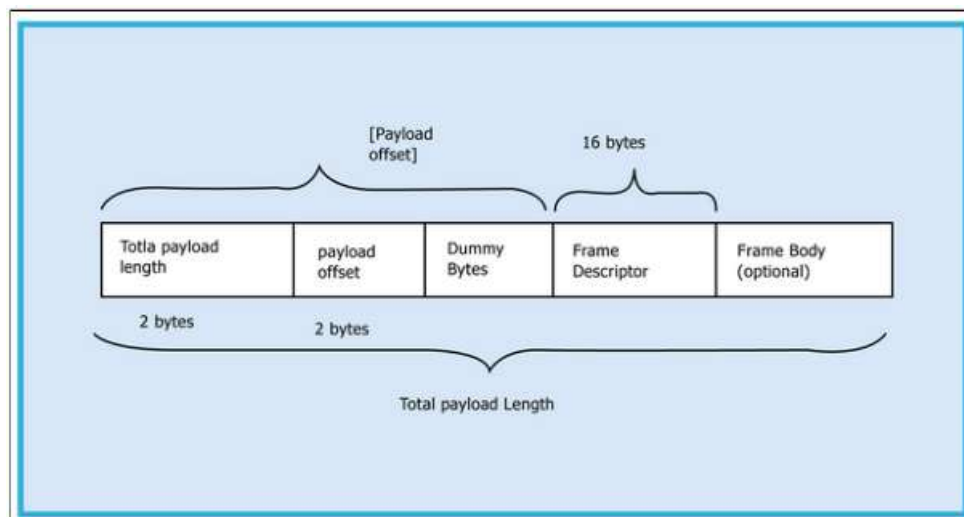 [Payload
offset]
16 bytes
Totla payload
length
payload
offset
Dummy
Bytes
Frame
Descriptor
Frame Body
(optional)
2 bytes
2 bytes
Total payload Length